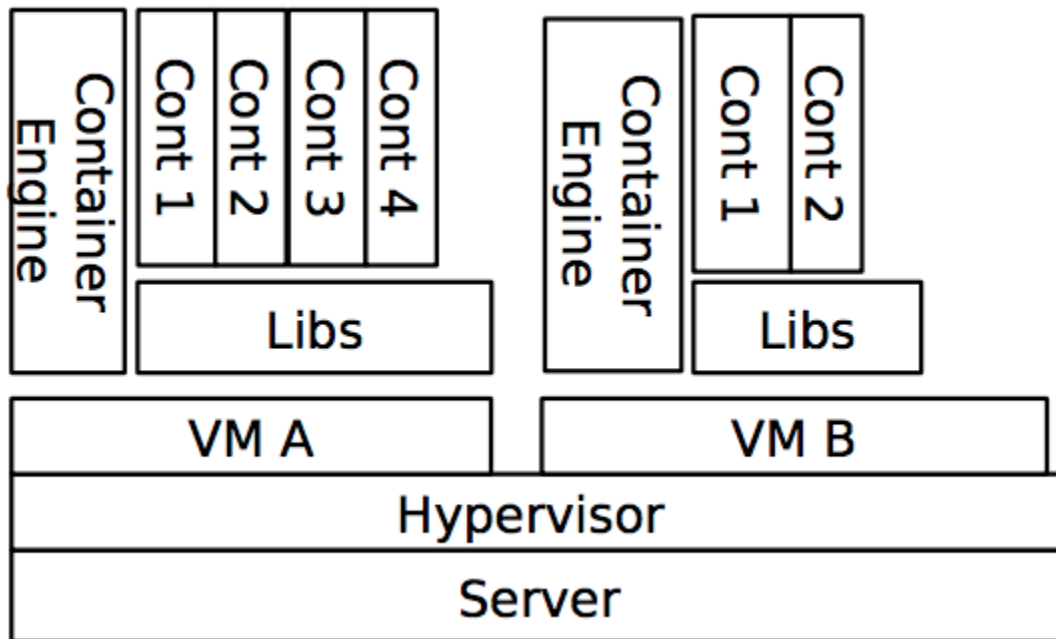 Container
Engine
Cont 1
Cont 2
Cont 3
Cont 4
Libs
Container
Engine
Cont 1
Cont 2
Libs
VM A
VM B
Hypervisor
Server